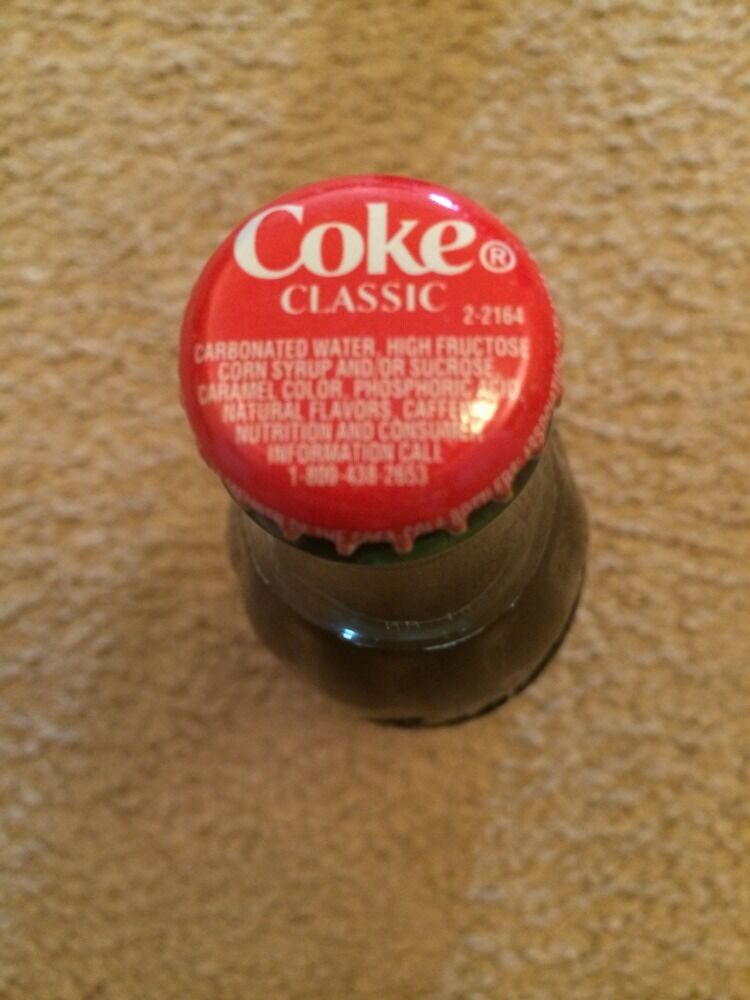 Coke®
CLASSIC
2-2164
CARBONATED WATER, HIGH FRUCTOSE
CORN SYRUP AND/OR SUCROSE,
CARAMEL COLOR, PHOSPHORIC ACID,
NATURAL FLAVORS, CAFFEINE
NUTRITION AND CONSUMER
INFORMATION CALL
1-800-438-2653